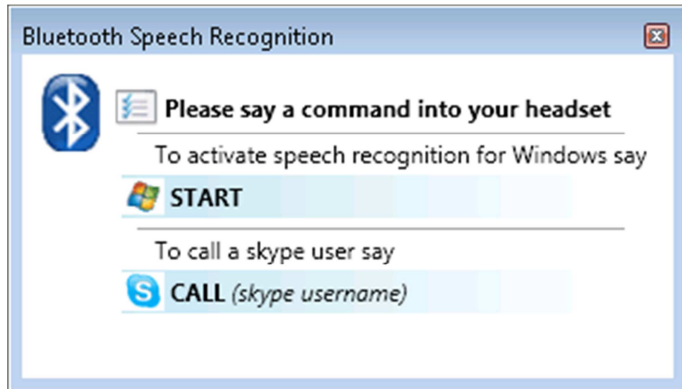 Bluetooth Speech Recognition
Please say a command into your headset
To activate speech recognition for Windows say
START
To call a skype user say
CALL (skype username)